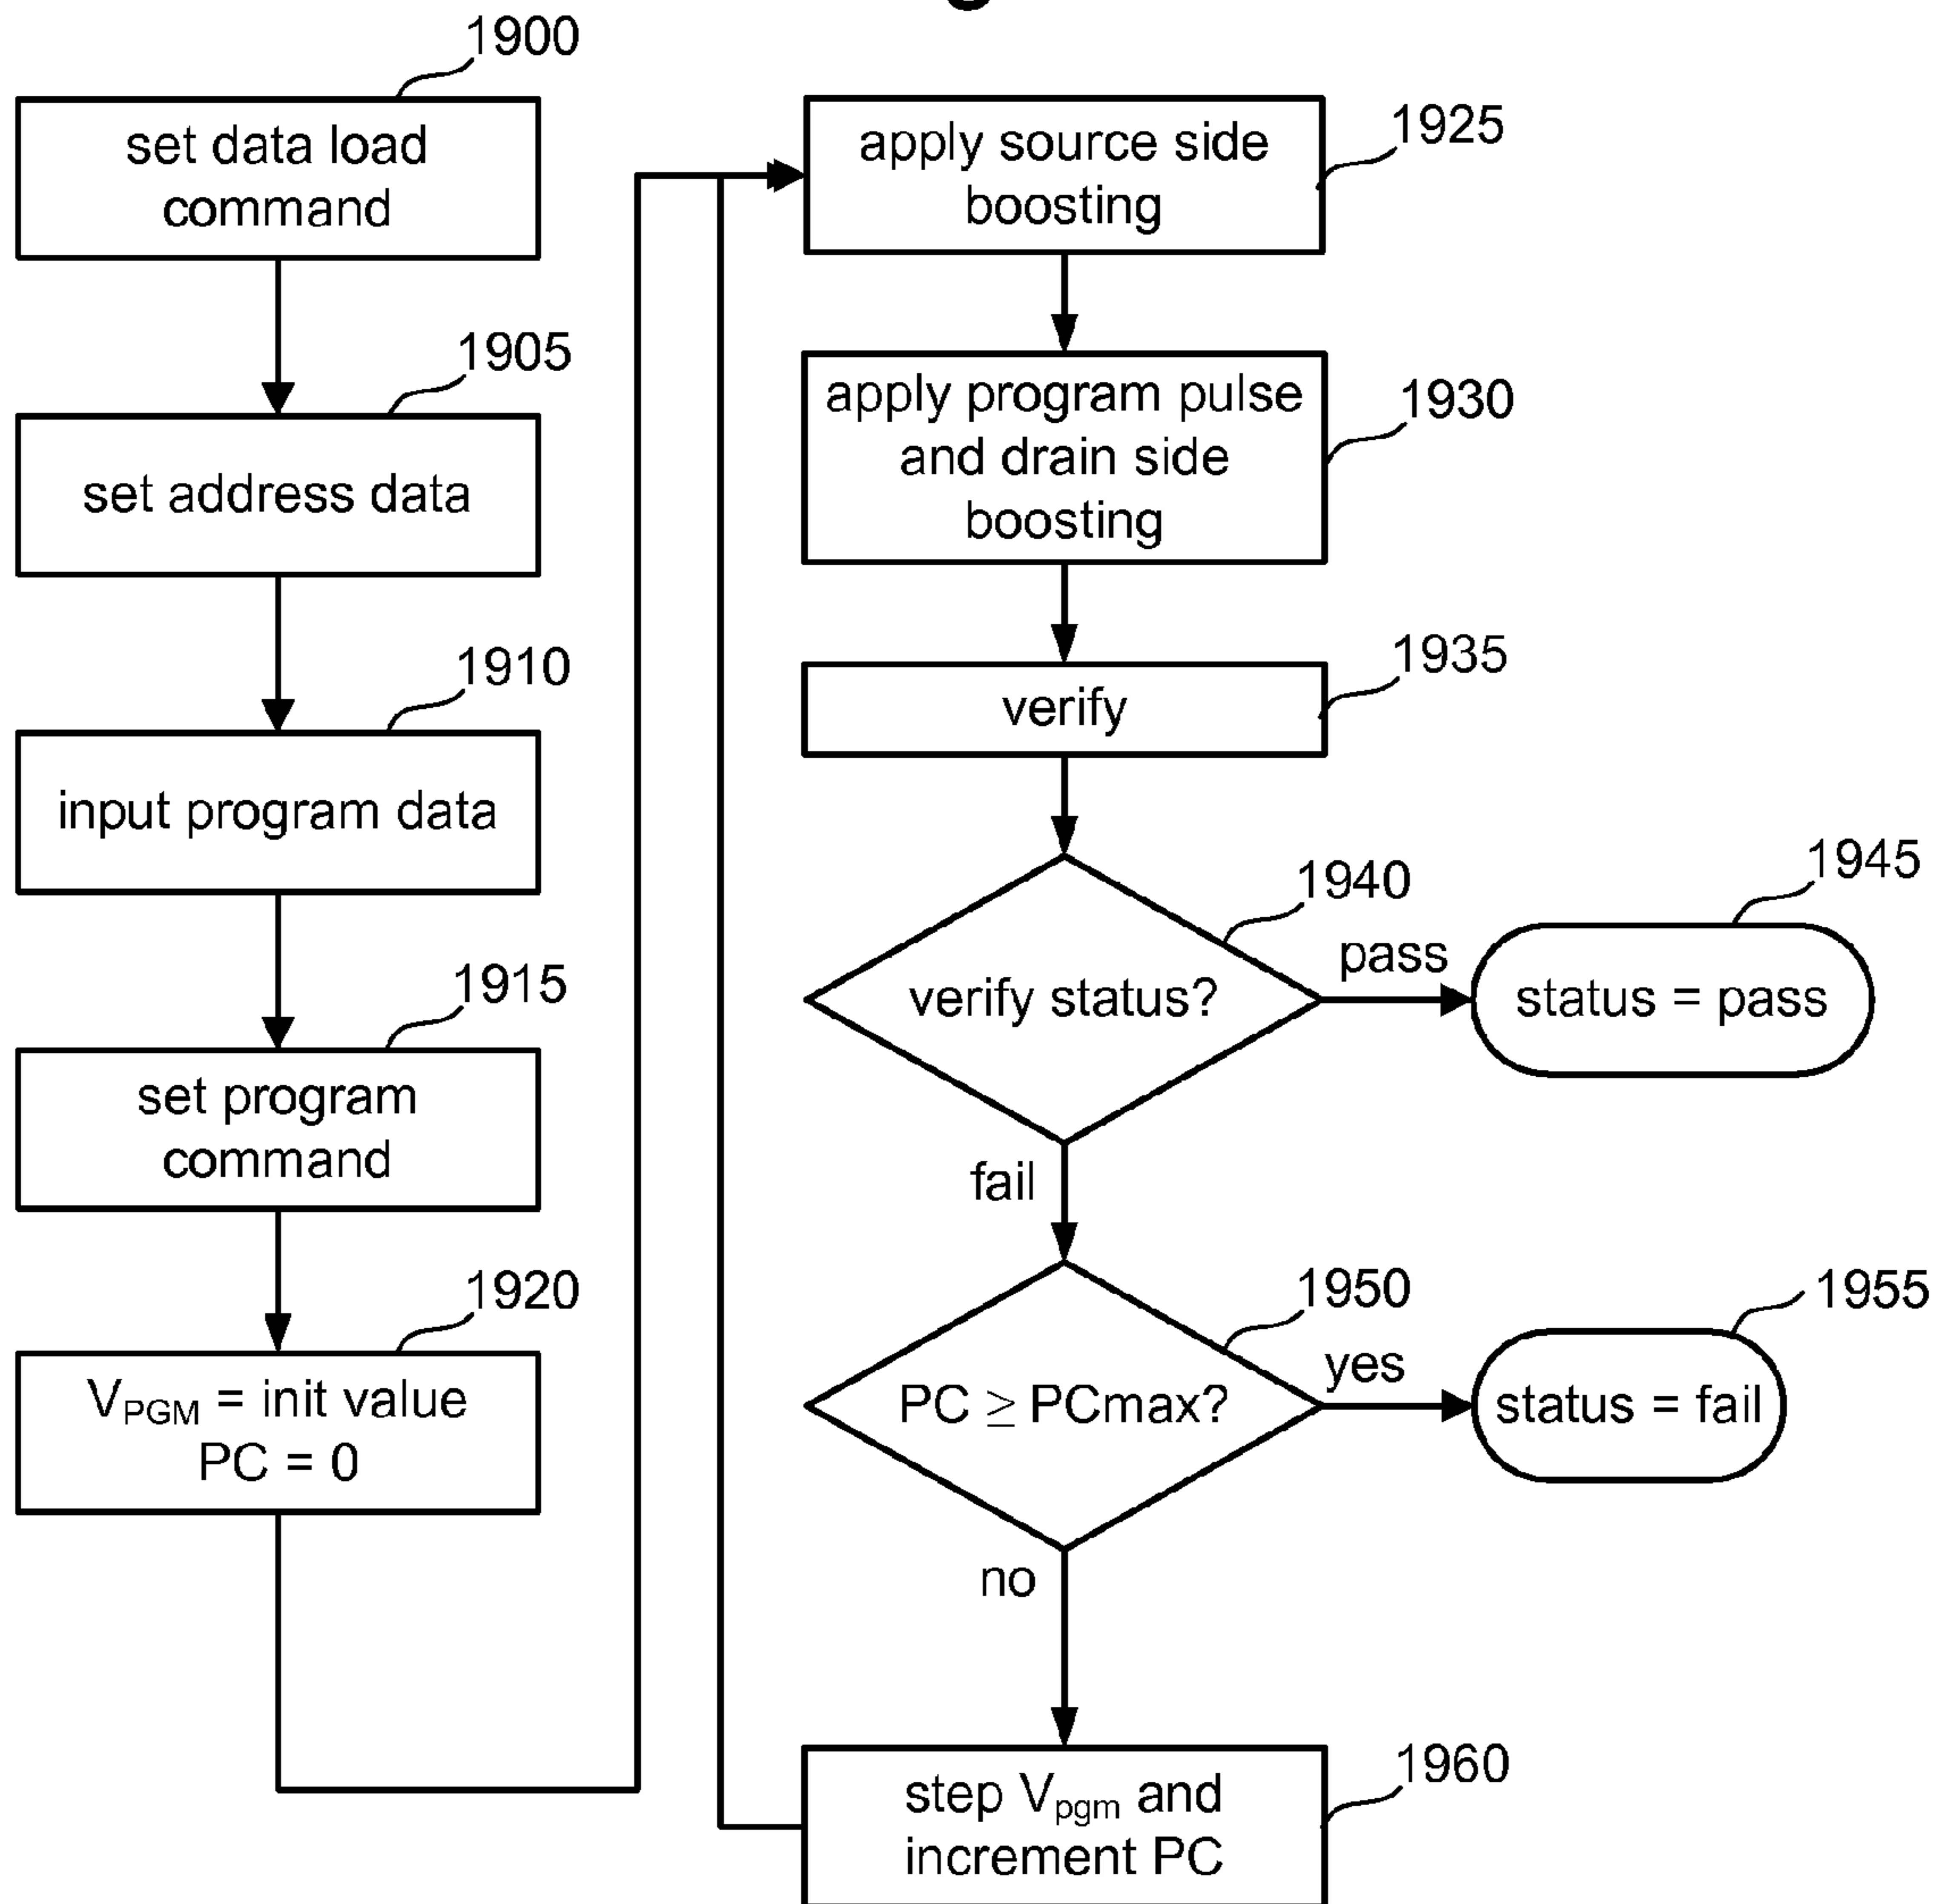 1900
set data load
command
1905
set address data
1910
input program data
1915
set program
command
1920
V_PGM = init value
PC = 0
1925
apply source side
boosting
1930
apply program pulse
and drain side
boosting
1935
verify
1940
verify status?
pass
1945
status = pass
fail
1950
PC ≥ PCmax?
yes
1955
status = fail
no
1960
step V_pgm and
increment PC